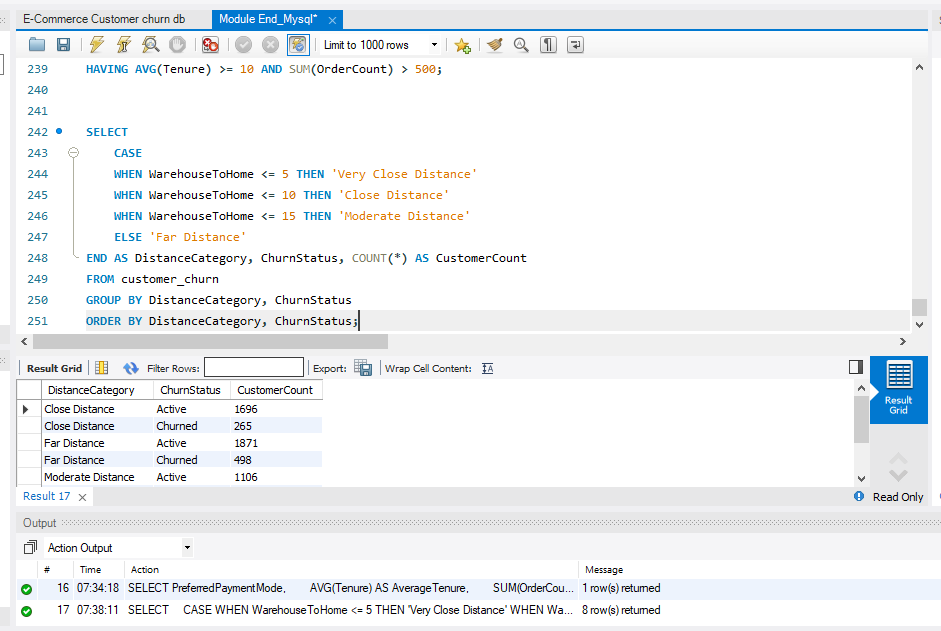 E-Commerce Customer churn db
Module End_Mysql* ×
Limit to 1000 rows
239 HAVING AVG(Tenure) >= 10 AND SUM(OrderCount) > 500;
240
241
242 SELECT
243 CASE
244 WHEN WarehouseToHome <= 5 THEN 'Very Close Distance'
245 WHEN WarehouseToHome <= 10 THEN 'Close Distance'
246 WHEN WarehouseToHome <= 15 THEN 'Moderate Distance'
247 ELSE 'Far Distance'
248 END AS DistanceCategory, ChurnStatus, COUNT(*) AS CustomerCount
249 FROM customer_churn
250 GROUP BY DistanceCategory, ChurnStatus
251 ORDER BY DistanceCategory, ChurnStatus;
Result Grid Filter Rows: Export: Wrap Cell Content:
DistanceCategory ChurnStatus CustomerCount
Close Distance Active 1696
Close Distance Churned 265
Far Distance Active 1871
Far Distance Churned 498
Moderate Distance Active 1106
Result
Grid
Result 17 ×
Read Only
Output
Action Output
# Time Action Message
16 07:34:18 SELECT PreferredPaymentMode, AVG(Tenure) AS AverageTenure, SUM(OrderCou... 1 row(s) returned
17 07:38:11 SELECT CASE WHEN WarehouseToHome <= 5 THEN 'Very Close Distance' WHEN Wa... 8 row(s) returned